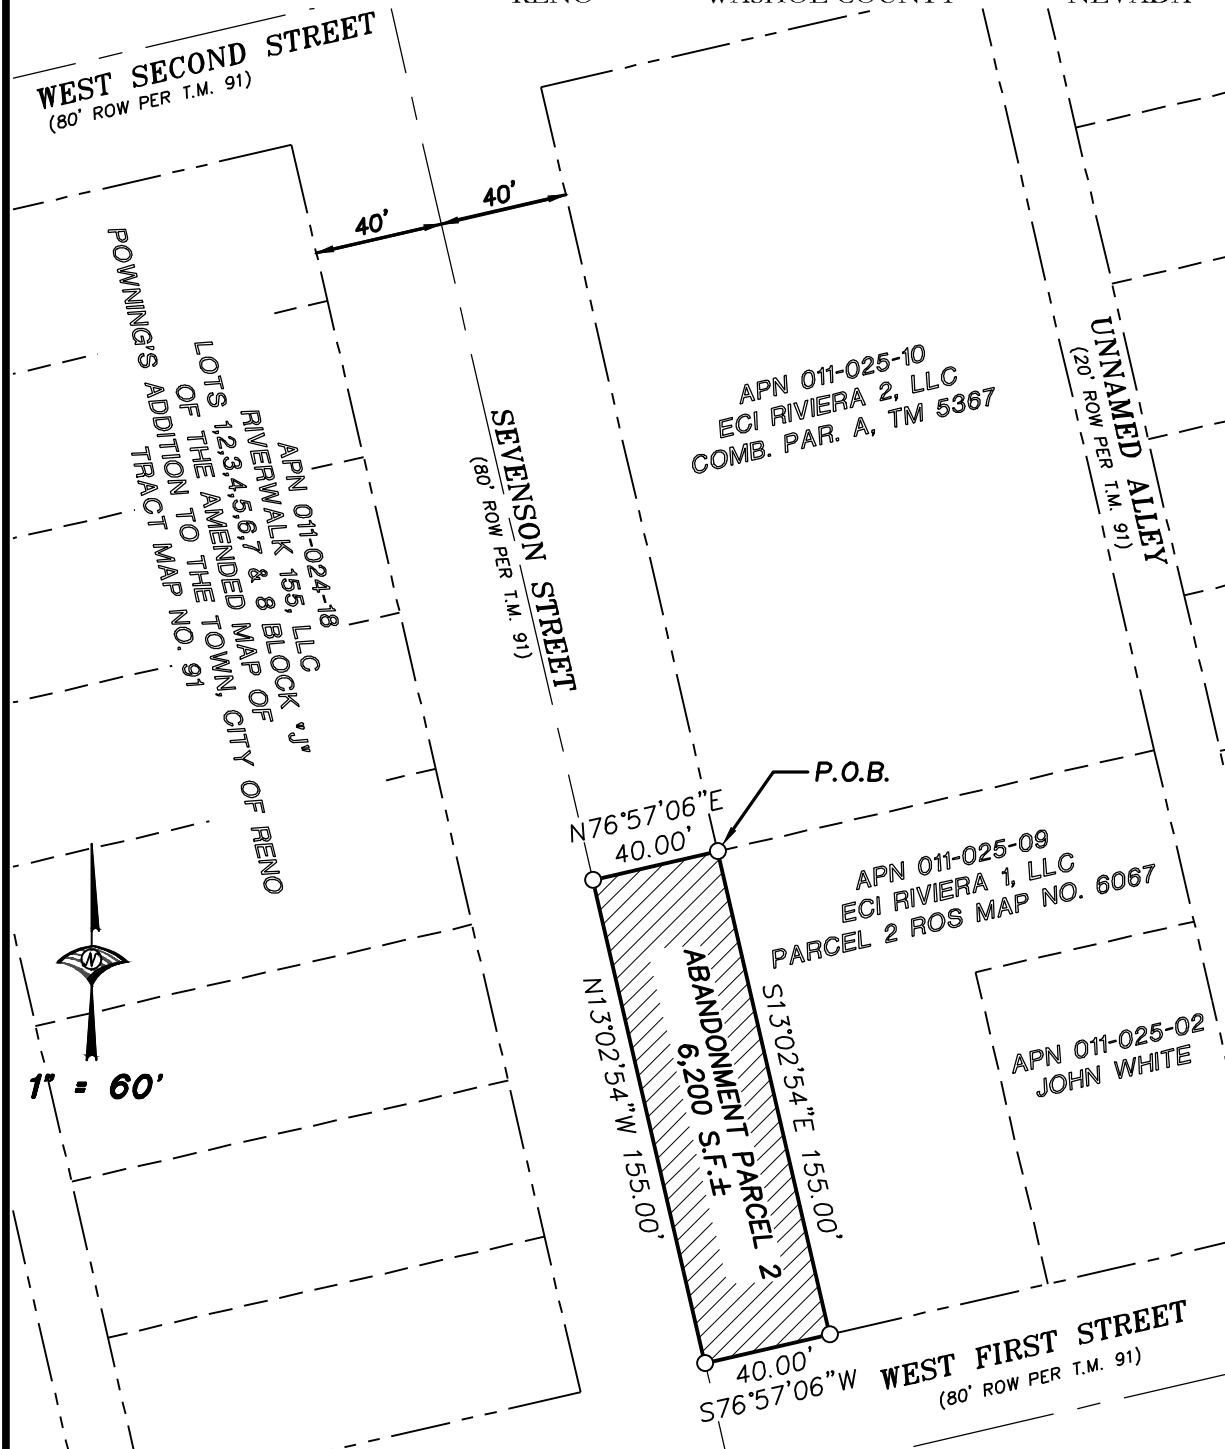 RENO WASHOE COUNTY NEVADA
WEST SECOND STREET
(80' ROW PER T.M. 91)
40'
40'
APN 011-024-18
RIVERWALK 155, LLC
LOTS 1,2,3,4,5,6,7 & 8 BLOCK "J"
OF THE AMENDED MAP OF
POWNING'S ADDITION TO THE TOWN, CITY OF RENO
TRACT MAP NO. 91
SEVENSON STREET
(80' ROW PER T.M. 91)
APN 011-025-10
ECI RIVIERA 2, LLC
COMB. PAR. A, TM 5367
UNNAMED ALLEY
(20' ROW PER T.M. 91)
P.O.B.
N76°57'06"E
40.00'
APN 011-025-09
ECI RIVIERA 1, LLC
PARCEL 2 ROS MAP NO. 6067
N
1" = 60'
N13°02'54"W 155.00'
ABANDONMENT PARCEL 2
6,200 S.F.±
S13°02'54"E 155.00'
APN 011-025-02
JOHN WHITE
40.00'
S76°57'06"W
WEST FIRST STREET
(80' ROW PER T.M. 91)